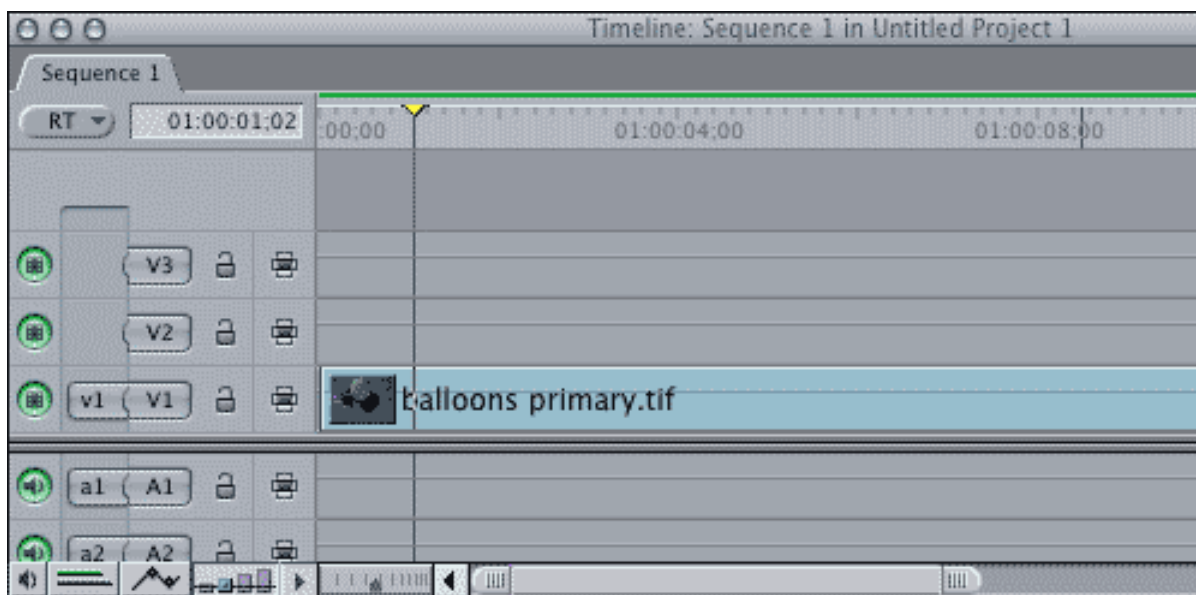 Timeline: Sequence 1 in Untitled Project 1
Sequence 1
RT 01:00:01;02 :00;00 01:00:04;00 01:00:08;00
V3
V2
v1 V1 balloons primary.tif
a1 A1
a2 A2